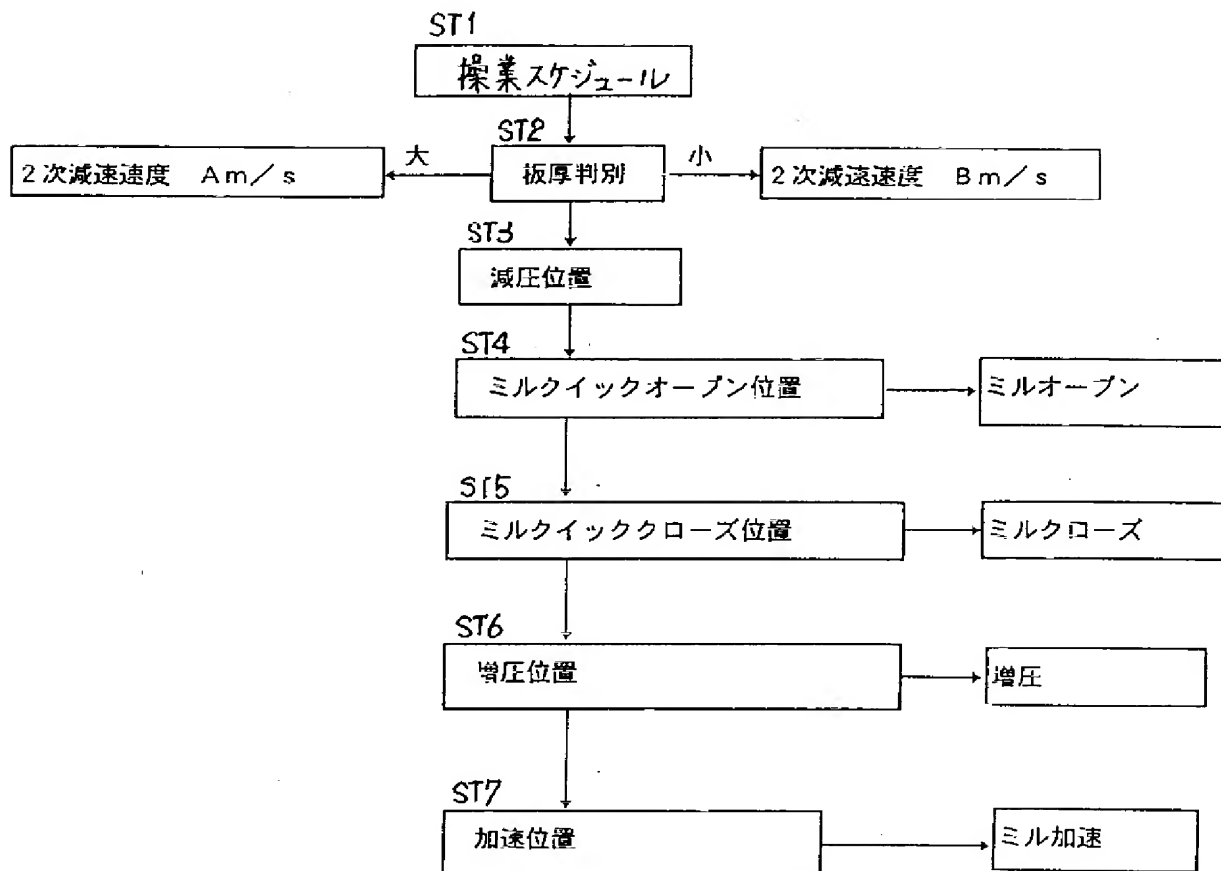 ST1
操業スケジュール
ST2
大
小
2次減速速度 Am/s
板厚判別
2次減速速度 Bm/s
ST3
減圧位置
ST4
ミルクイックオープン位置
ミルオープン
ST5
ミルクイッククローズ位置
ミルクローズ
ST6
増圧位置
増圧
ST7
加速位置
ミル加速